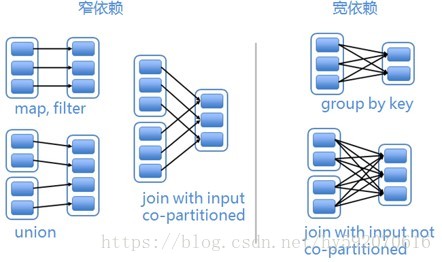 窄依赖
宽依赖
map, filter
group by key
join with input
co-partitioned
union
join with input not
co-partitioned
https://blog.csdn.net/hy592070616